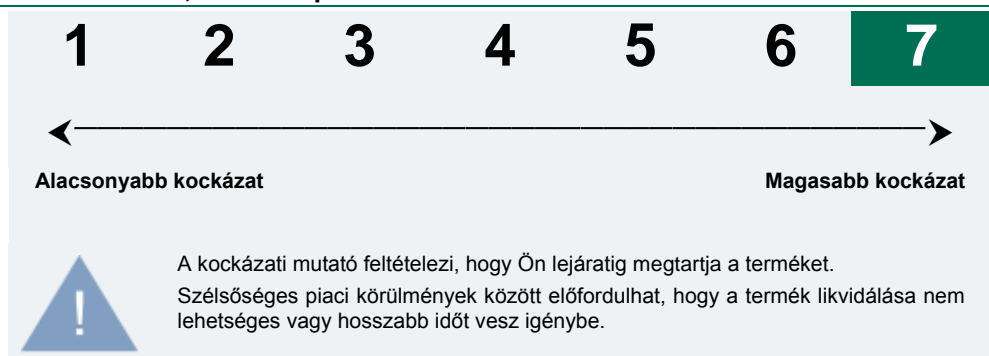 1 2 3 4 5 6 7
Alacsonyabb kockázat Magasabb kockázat
A kockázati mutató feltételezi, hogy Ön lejáratig megtartja a terméket.
Szélsőséges piaci körülmények között előfordulhat, hogy a termék likvidálása nem
lehetséges vagy hosszabb időt vesz igénybe.